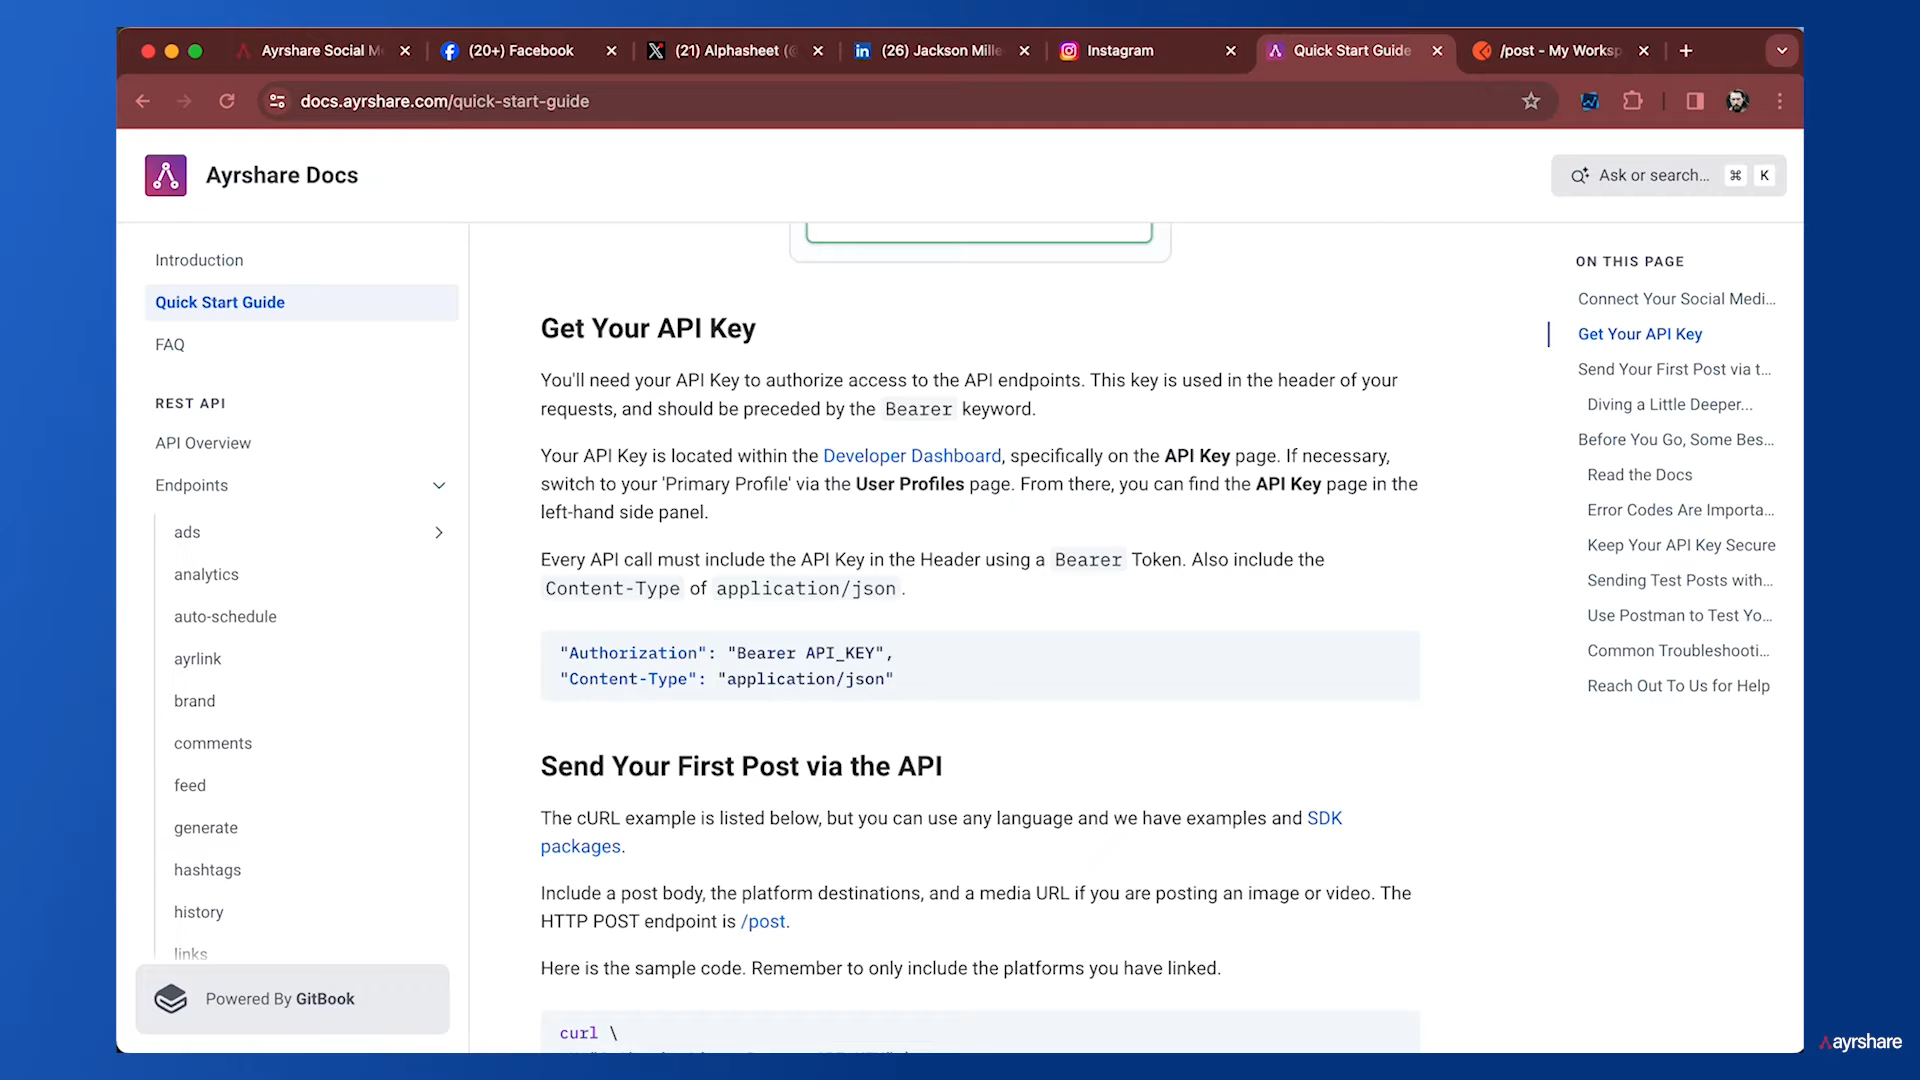 Ayrshare Social M
(20+) Facebook
(21) Alphasheet (@
(26) Jackson Mille
Instagram
Quick Start Guide
/post - My Worksp
docs.ayrshare.com/quick-start-guide
Ayrshare Docs
Ask or search...
⌘ K
Introduction
Quick Start Guide
FAQ
REST API
API Overview
Endpoints
ads
analytics
auto-schedule
ayrlink
brand
comments
feed
generate
hashtags
history
links
Powered By GitBook
Get Your API Key
You'll need your API Key to authorize access to the API endpoints. This key is used in the header of your
requests, and should be preceded by the Bearer keyword.
Your API Key is located within the Developer Dashboard, specifically on the API Key page. If necessary,
switch to your 'Primary Profile' via the User Profiles page. From there, you can find the API Key page in the
left-hand side panel.
Every API call must include the API Key in the Header using a Bearer Token. Also include the
Content-Type of application/json.
"Authorization": "Bearer API_KEY",
"Content-Type": "application/json"
Send Your First Post via the API
The cURL example is listed below, but you can use any language and we have examples and SDK
packages.
Include a post body, the platform destinations, and a media URL if you are posting an image or video. The
HTTP POST endpoint is /post.
Here is the sample code. Remember to only include the platforms you have linked.
curl \
ON THIS PAGE
Connect Your Social Medi...
Get Your API Key
Send Your First Post via t...
Diving a Little Deeper...
Before You Go, Some Bes...
Read the Docs
Error Codes Are Importa...
Keep Your API Key Secure
Sending Test Posts with...
Use Postman to Test Yo...
Common Troubleshooti...
Reach Out To Us for Help
ayrshare